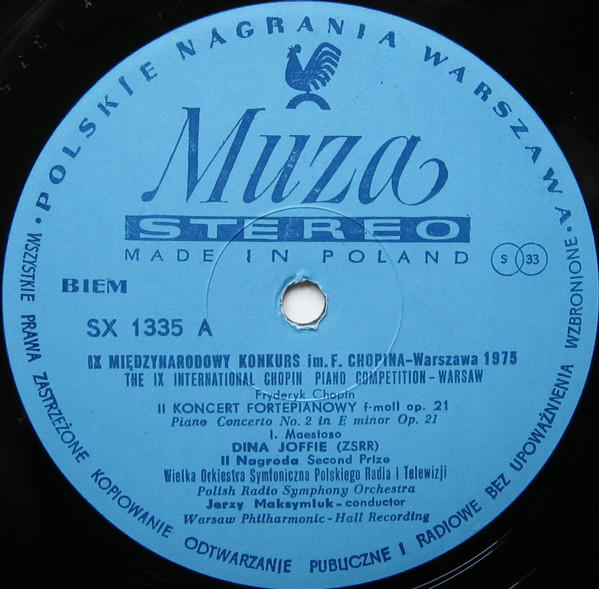 POLSKIE NAGRANIA WARSZAWA
Muza
STEREO
MADE IN POLAND
S 33
BIEM
SX 1335 A
IX MIĘDZYNARODOWY KONKURS im. F. CHOPINA-Warszawa 1975
THE IX INTERNATIONAL CHOPIN PIANO COMPETITION - WARSAW
Fryderyk Chopin
II KONCERT FORTEPIANOWY f-moll op. 21
Piano Concerto No. 2 in E minor Op. 21
I. Maestoso
DINA JOFFIE (ZSRR)
II Nagroda Second Prize
Wielka Orkiestra Symfoniczna Polskiego Radia i Telewizji
Polish Radio Symphony Orchestra
Jerzy Maksymiuk - conductor
Warsaw Philharmonic - Hall Recording
• WSZYSTKIE PRAWA ZASTRZEŻONE KOPIOWANIE ODTWARZANIE PUBLICZNE I RADIOWE BEZ UPOWAŻNIENIA WZBRONIONE •